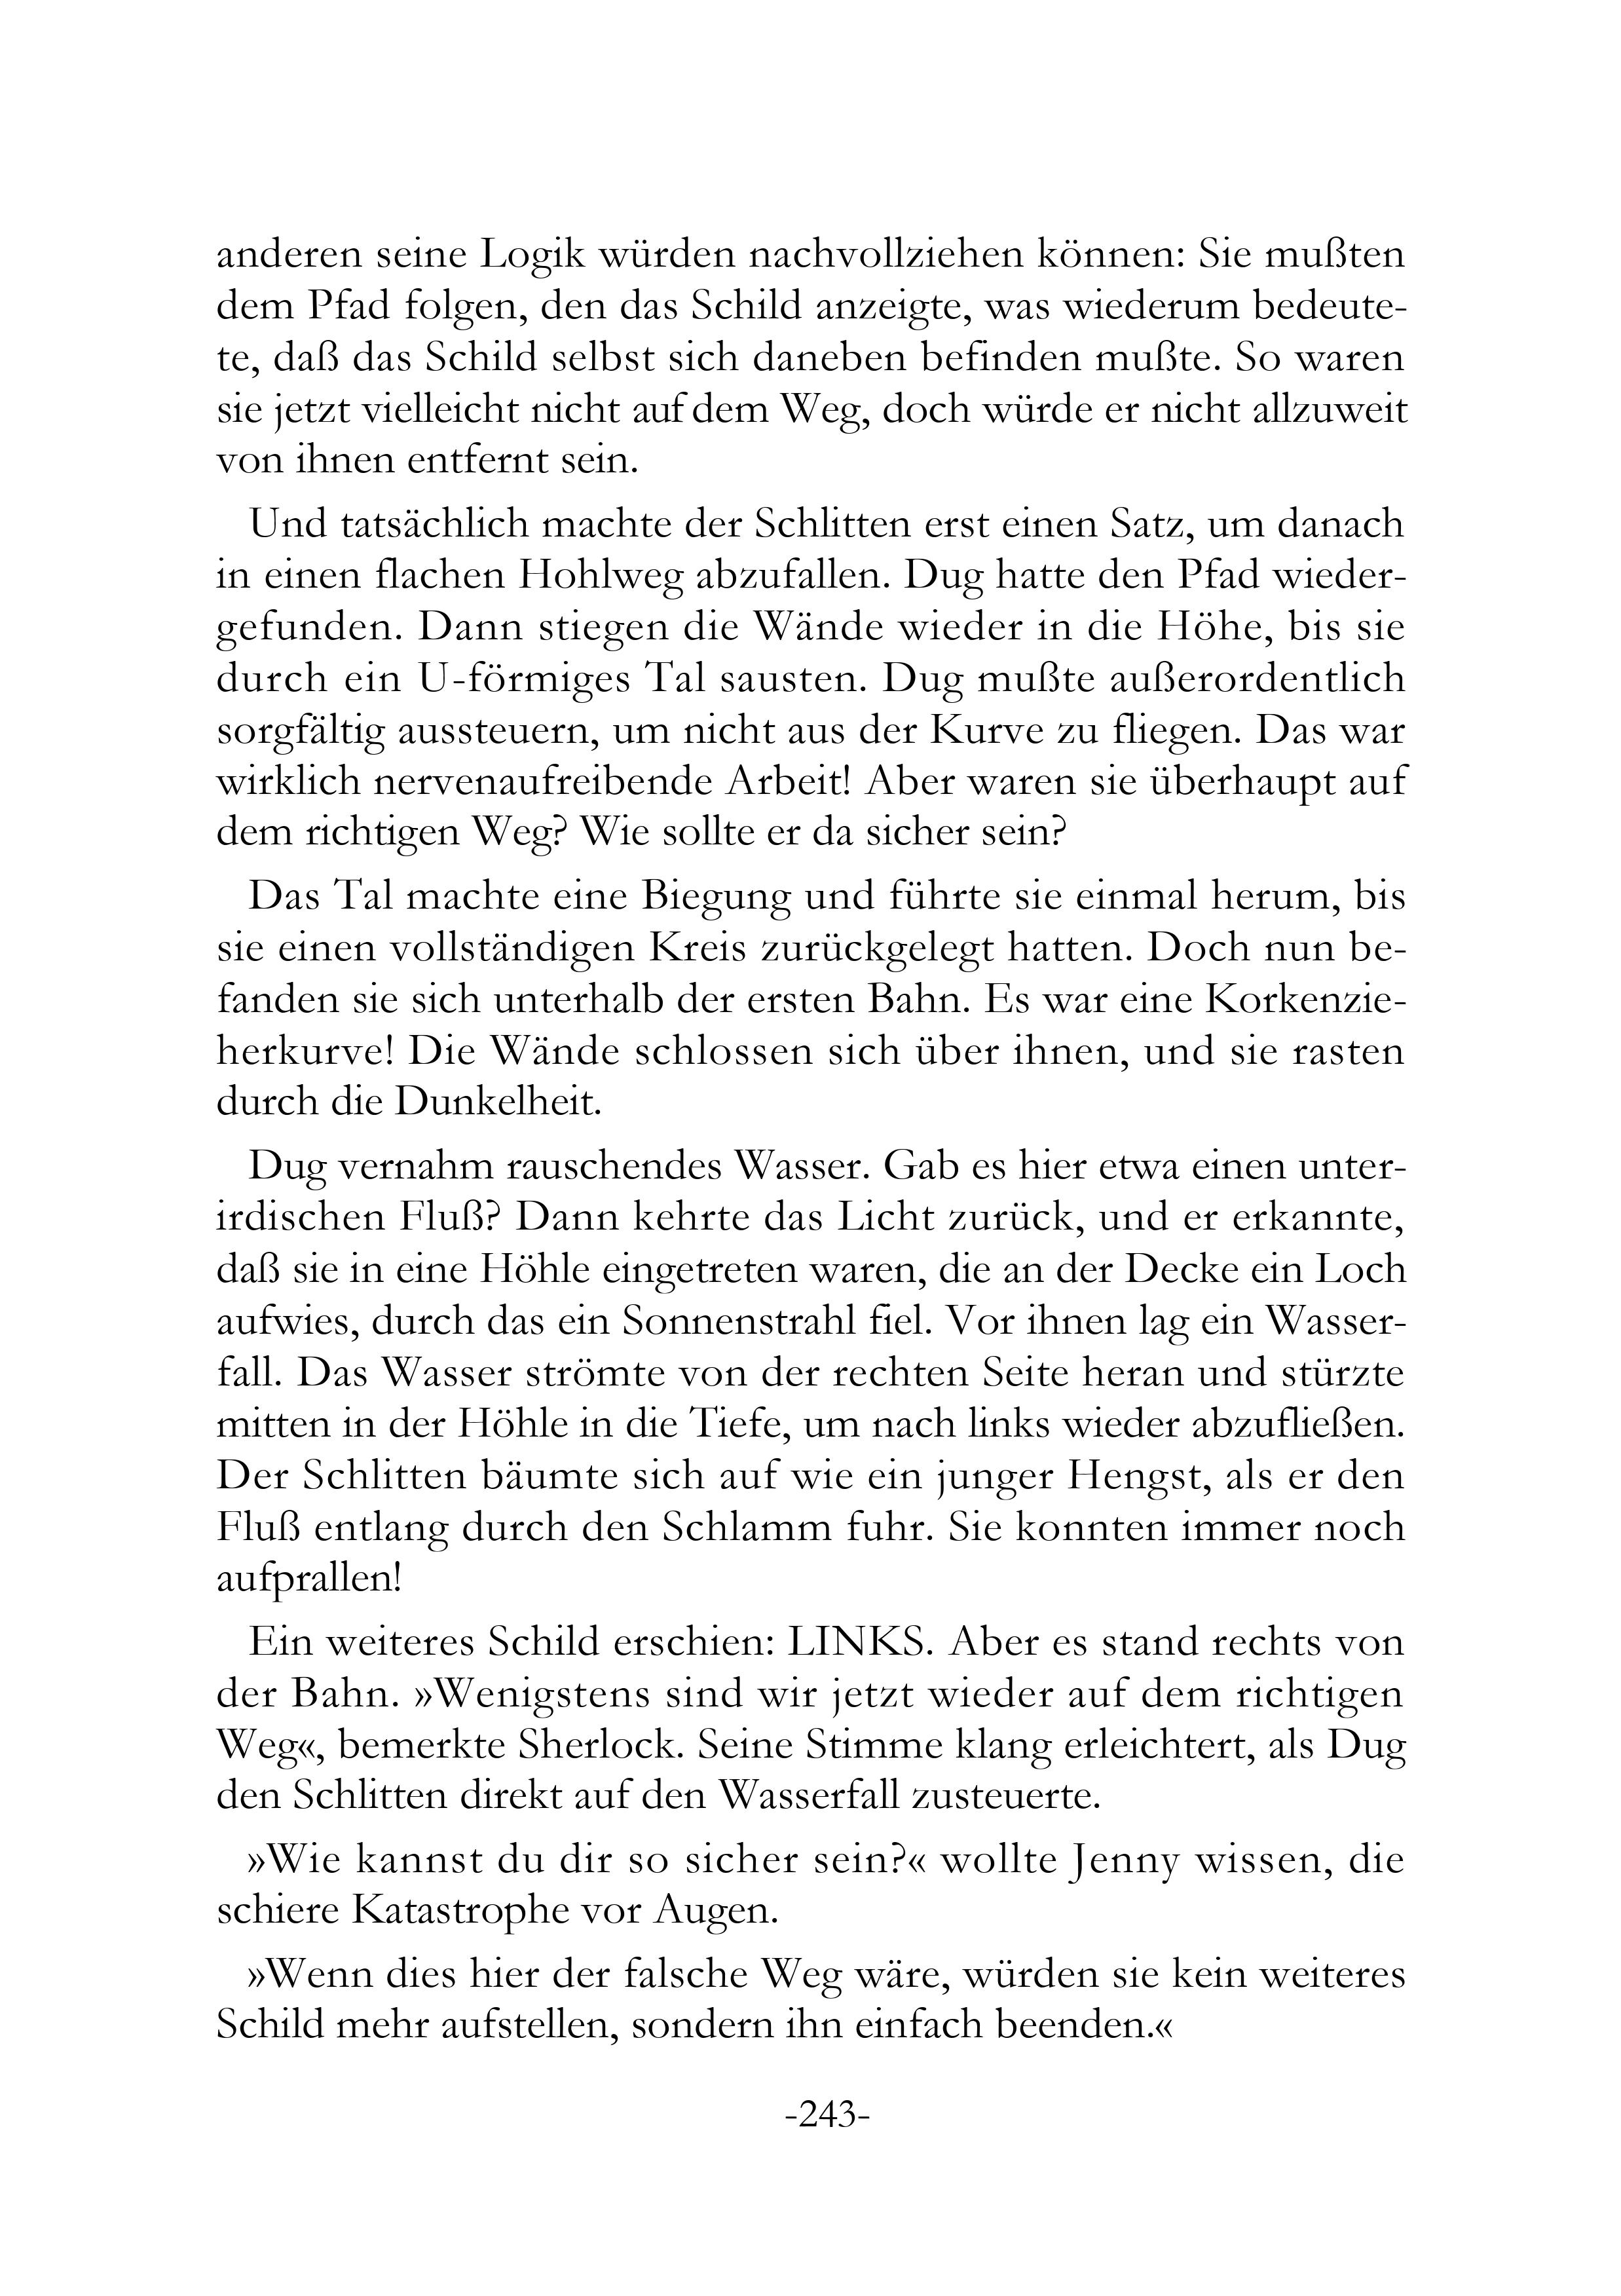 anderen seine Logik würden nachvollziehen können: Sie mußten
dem Pfad folgen, den das Schild anzeigte, was wiederum bedeute-
te, daß das Schild selbst sich daneben befinden mußte. So waren
sie jetzt vielleicht nicht auf dem Weg, doch würde er nicht allzuweit
von ihnen entfernt sein.
Und tatsächlich machte der Schlitten erst einen Satz, um danach
in einen flachen Hohlweg abzufallen. Dug hatte den Pfad wieder-
gefunden. Dann stiegen die Wände wieder in die Höhe, bis sie
durch ein U-förmiges Tal sausten. Dug mußte außerordentlich
sorgfältig aussteuern, um nicht aus der Kurve zu fliegen. Das war
wirklich nervenaufreibende Arbeit! Aber waren sie überhaupt auf
dem richtigen Weg? Wie sollte er da sicher sein?
Das Tal machte eine Biegung und führte sie einmal herum, bis
sie einen vollständigen Kreis zurückgelegt hatten. Doch nun be-
fanden sie sich unterhalb der ersten Bahn. Es war eine Korkenzie-
herkurve! Die Wände schlossen sich über ihnen, und sie rasten
durch die Dunkelheit.
Dug vernahm rauschendes Wasser. Gab es hier etwa einen unter-
irdischen Fluß? Dann kehrte das Licht zurück, und er erkannte,
daß sie in eine Höhle eingetreten waren, die an der Decke ein Loch
aufwies, durch das ein Sonnenstrahl fiel. Vor ihnen lag ein Wasser-
fall. Das Wasser strömte von der rechten Seite heran und stürzte
mitten in der Höhle in die Tiefe, um nach links wieder abzufließen.
Der Schlitten bäumte sich auf wie ein junger Hengst, als er den
Fluß entlang durch den Schlamm fuhr. Sie konnten immer noch
aufprallen!
Ein weiteres Schild erschien: LINKS. Aber es stand rechts von
der Bahn. »Wenigstens sind wir jetzt wieder auf dem richtigen
Weg«, bemerkte Sherlock. Seine Stimme klang erleichtert, als Dug
den Schlitten direkt auf den Wasserfall zusteuerte.
»Wie kannst du dir so sicher sein?« wollte Jenny wissen, die
schiere Katastrophe vor Augen.
»Wenn dies hier der falsche Weg wäre, würden sie kein weiteres
Schild mehr aufstellen, sondern ihn einfach beenden.«
-243-